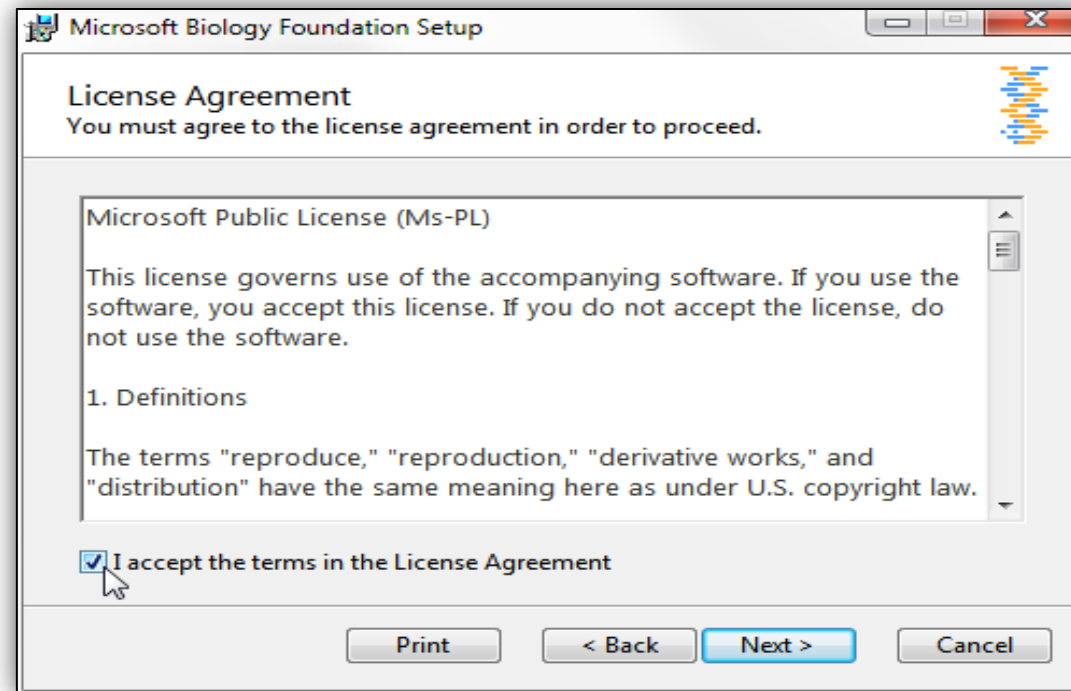 Microsoft Biology Foundation Setup
License Agreement
You must agree to the license agreement in order to proceed.
Microsoft Public License (Ms-PL)
This license governs use of the accompanying software. If you use the
software, you accept this license. If you do not accept the license, do
not use the software.
1. Definitions
The terms "reproduce," "reproduction," "derivative works," and
"distribution" have the same meaning here as under U.S. copyright law.
I accept the terms in the License Agreement
Print < Back Next > Cancel